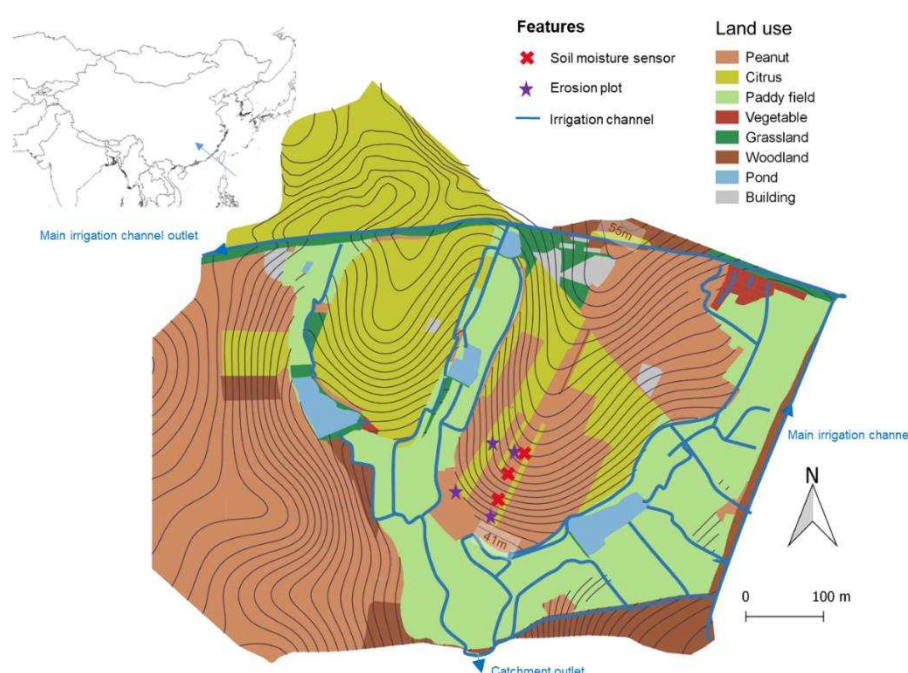 Features
Soil moisture sensor
Erosion plot
Irrigation channel
Land use
Peanut
Citrus
Paddy field
Vegetable
Grassland
Woodland
Pond
Building
Main irrigation channel outlet
55m
Main irrigation channel
N
41m
0 100 m
Catchment outlet